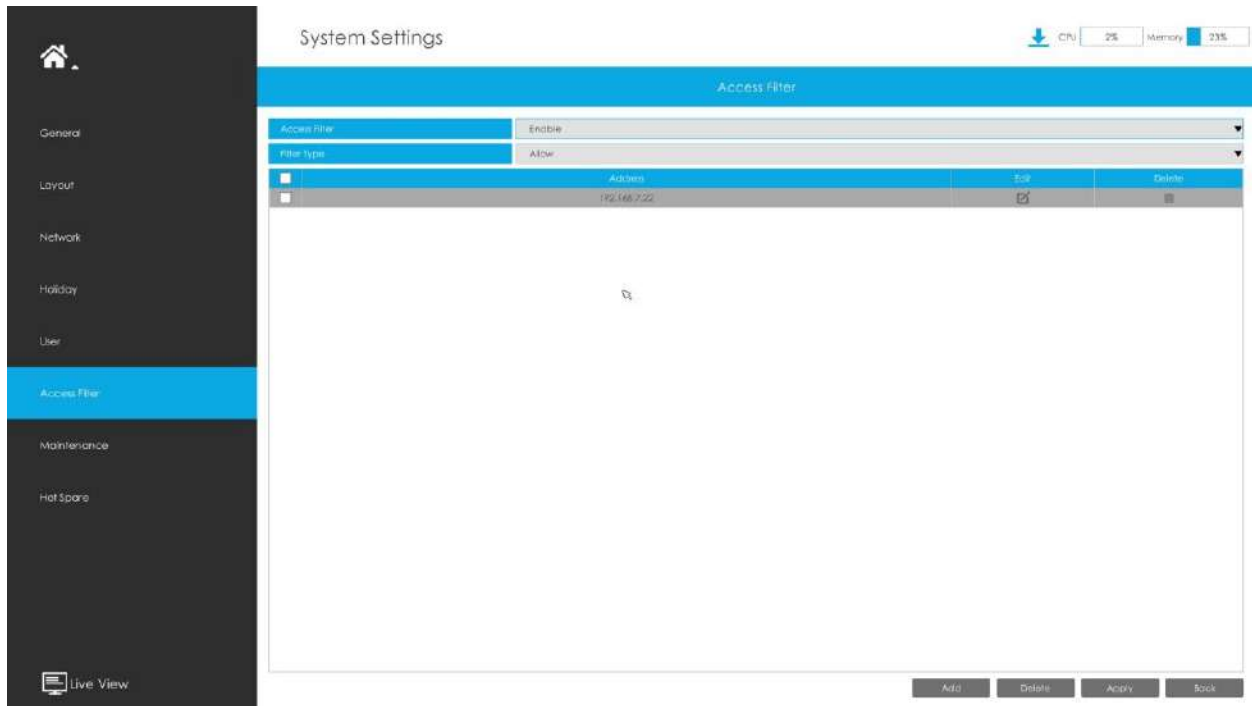 System Settings
CPU 2% Memory 23%
Access Filter
General
Layout
Network
Holiday
User
Access Filter
Maintenance
Hot Spare
Live View
Access Filter Enable
Filter Type Allow
Address Edit Delete
192.168.7.22
Add Delete Apply Back